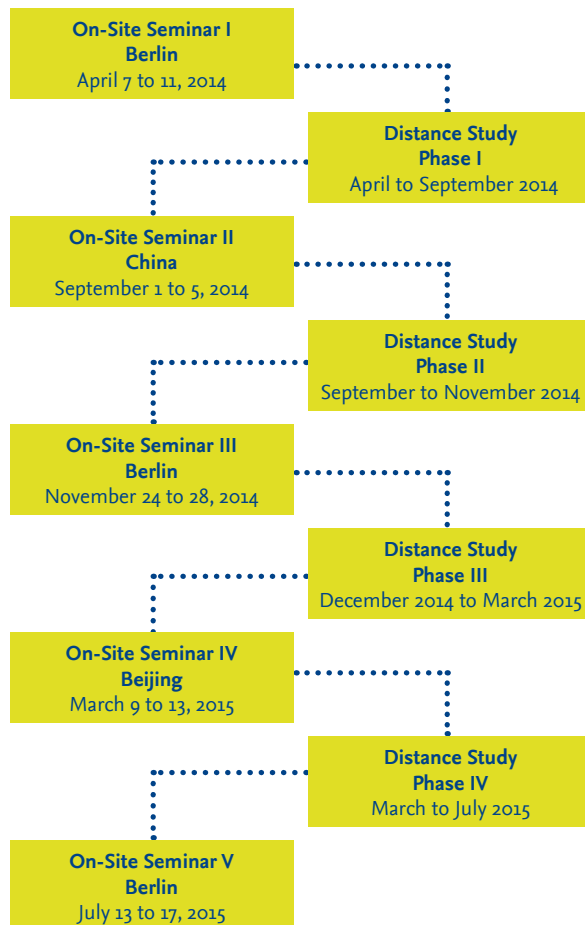 On-Site Seminar I
Berlin
April 7 to 11, 2014
Distance Study
Phase I
April to September 2014
On-Site Seminar II
China
September 1 to 5, 2014
Distance Study
Phase II
September to November 2014
On-Site Seminar III
Berlin
November 24 to 28, 2014
Distance Study
Phase III
December 2014 to March 2015
On-Site Seminar IV
Beijing
March 9 to 13, 2015
Distance Study
Phase IV
March to July 2015
On-Site Seminar V
Berlin
July 13 to 17, 2015